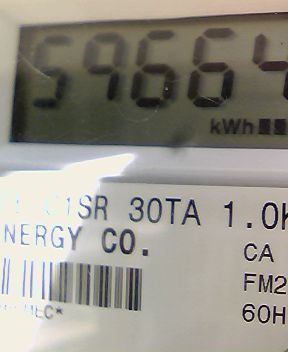 59664
kWh
C1SR 30TA 1.0
NERGY CO.
CA
FM2
60H